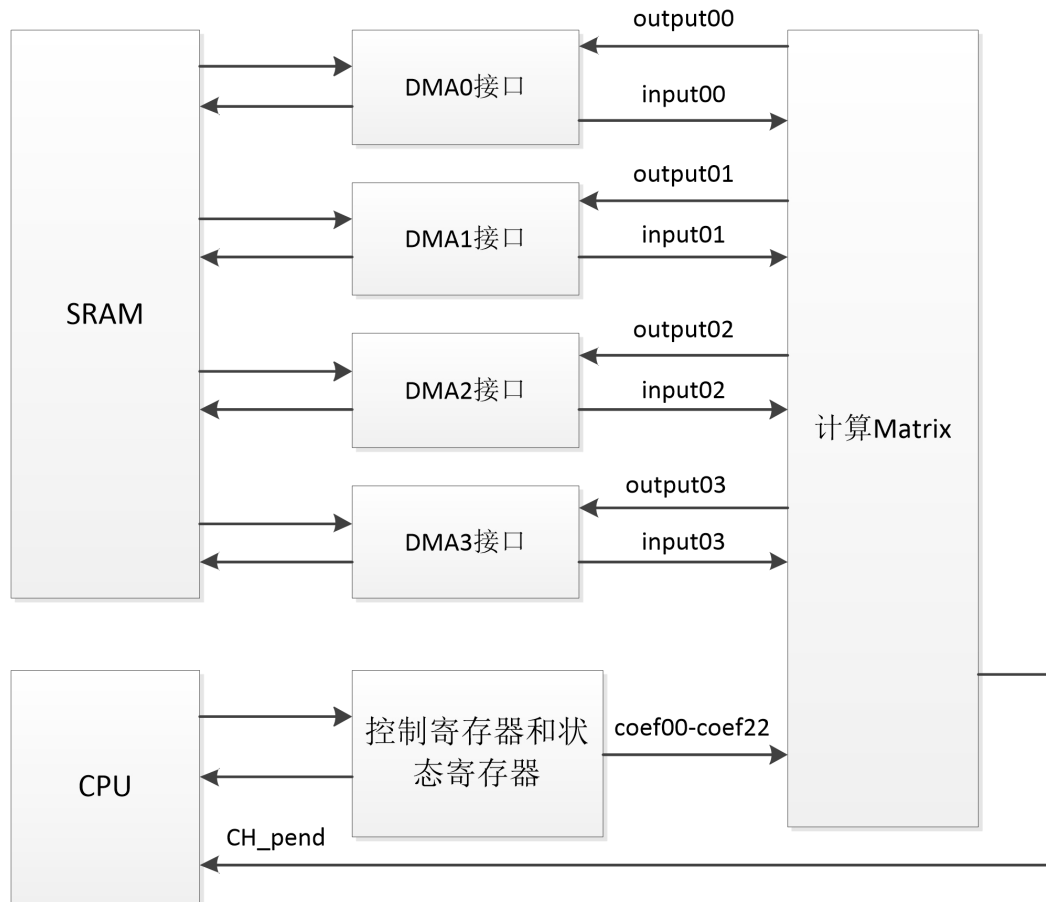 output00
DMA0接口
input00
output01
DMA1接口
input01
SRAM
output02
DMA2接口
input02
计算Matrix
output03
DMA3接口
input03
控制寄存器和状
态寄存器
coef00-coef22
CPU
CH_pend